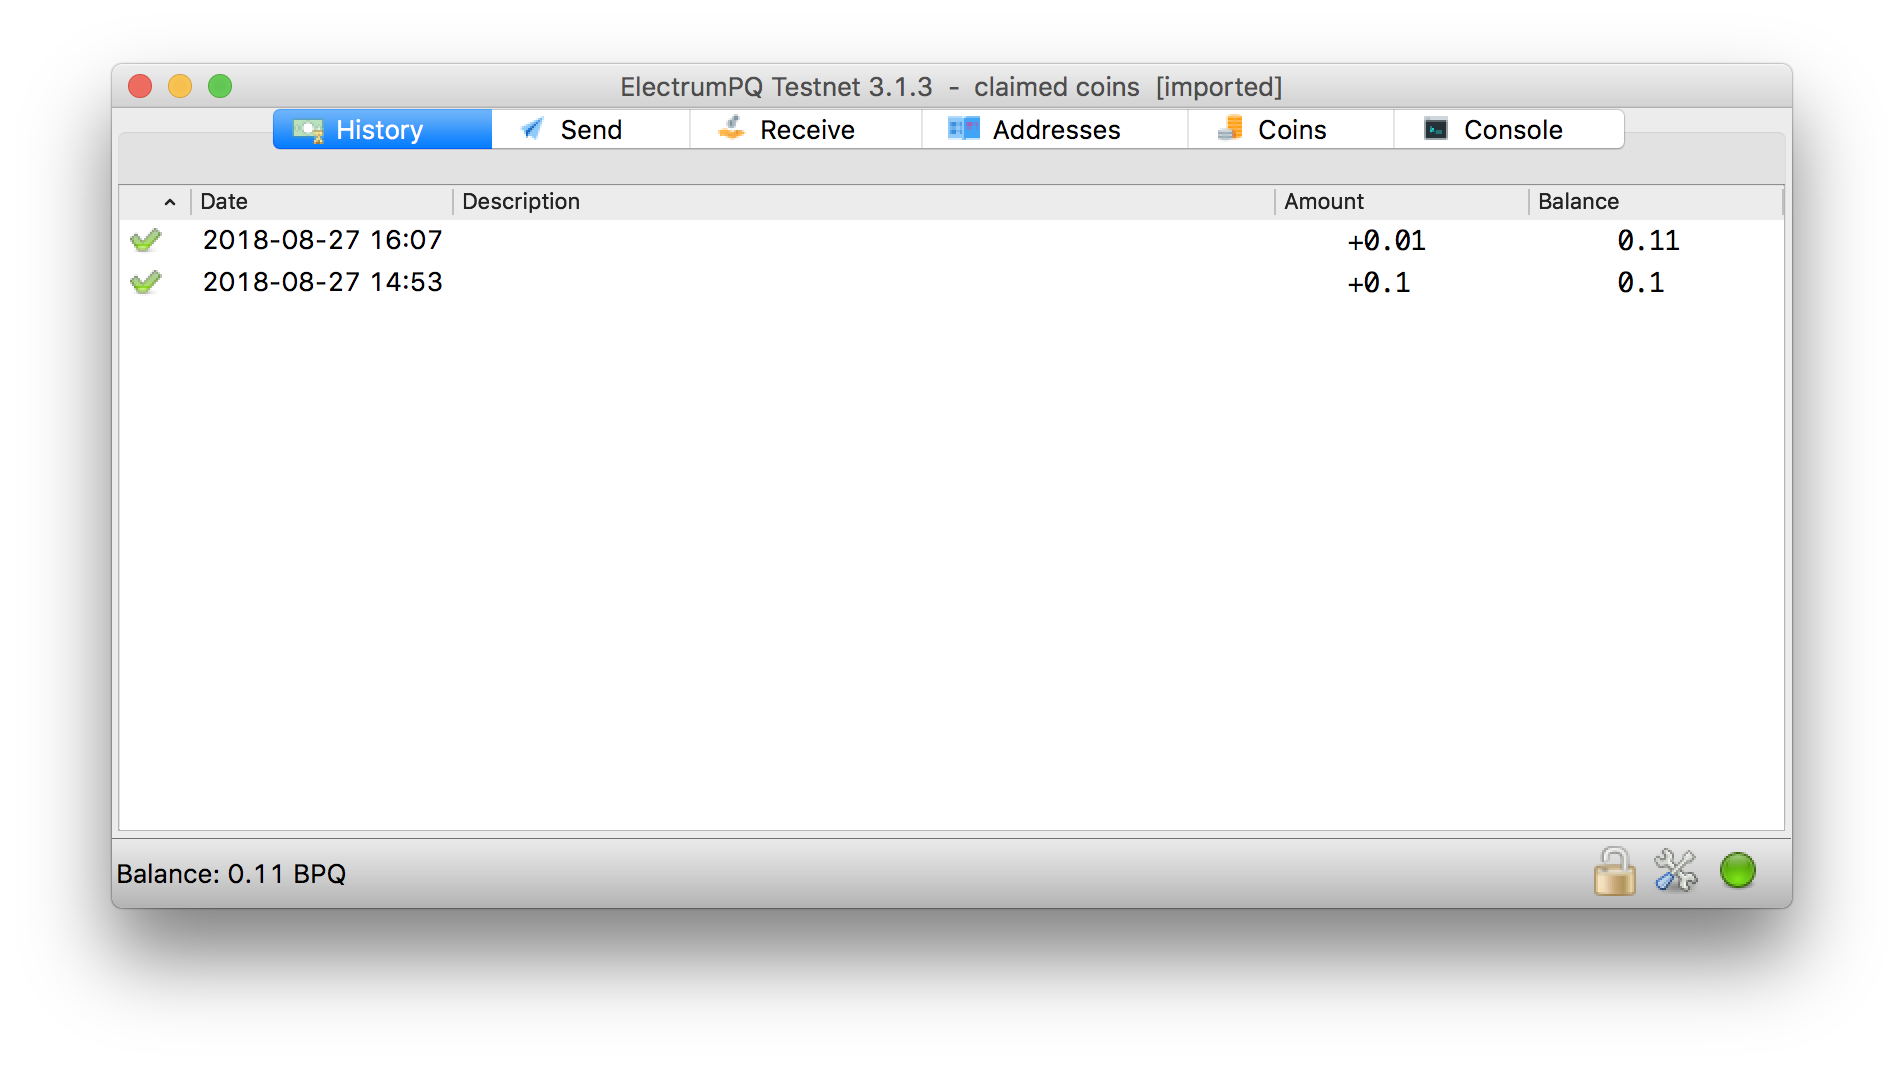 ElectrumPQ Testnet 3.1.3  -  claimed coins  [imported]
History Send Receive Addresses Coins Console
Date Description Amount Balance
2018-08-27 16:07 +0.01 0.11
2018-08-27 14:53 +0.1 0.1
Balance: 0.11 BPQ